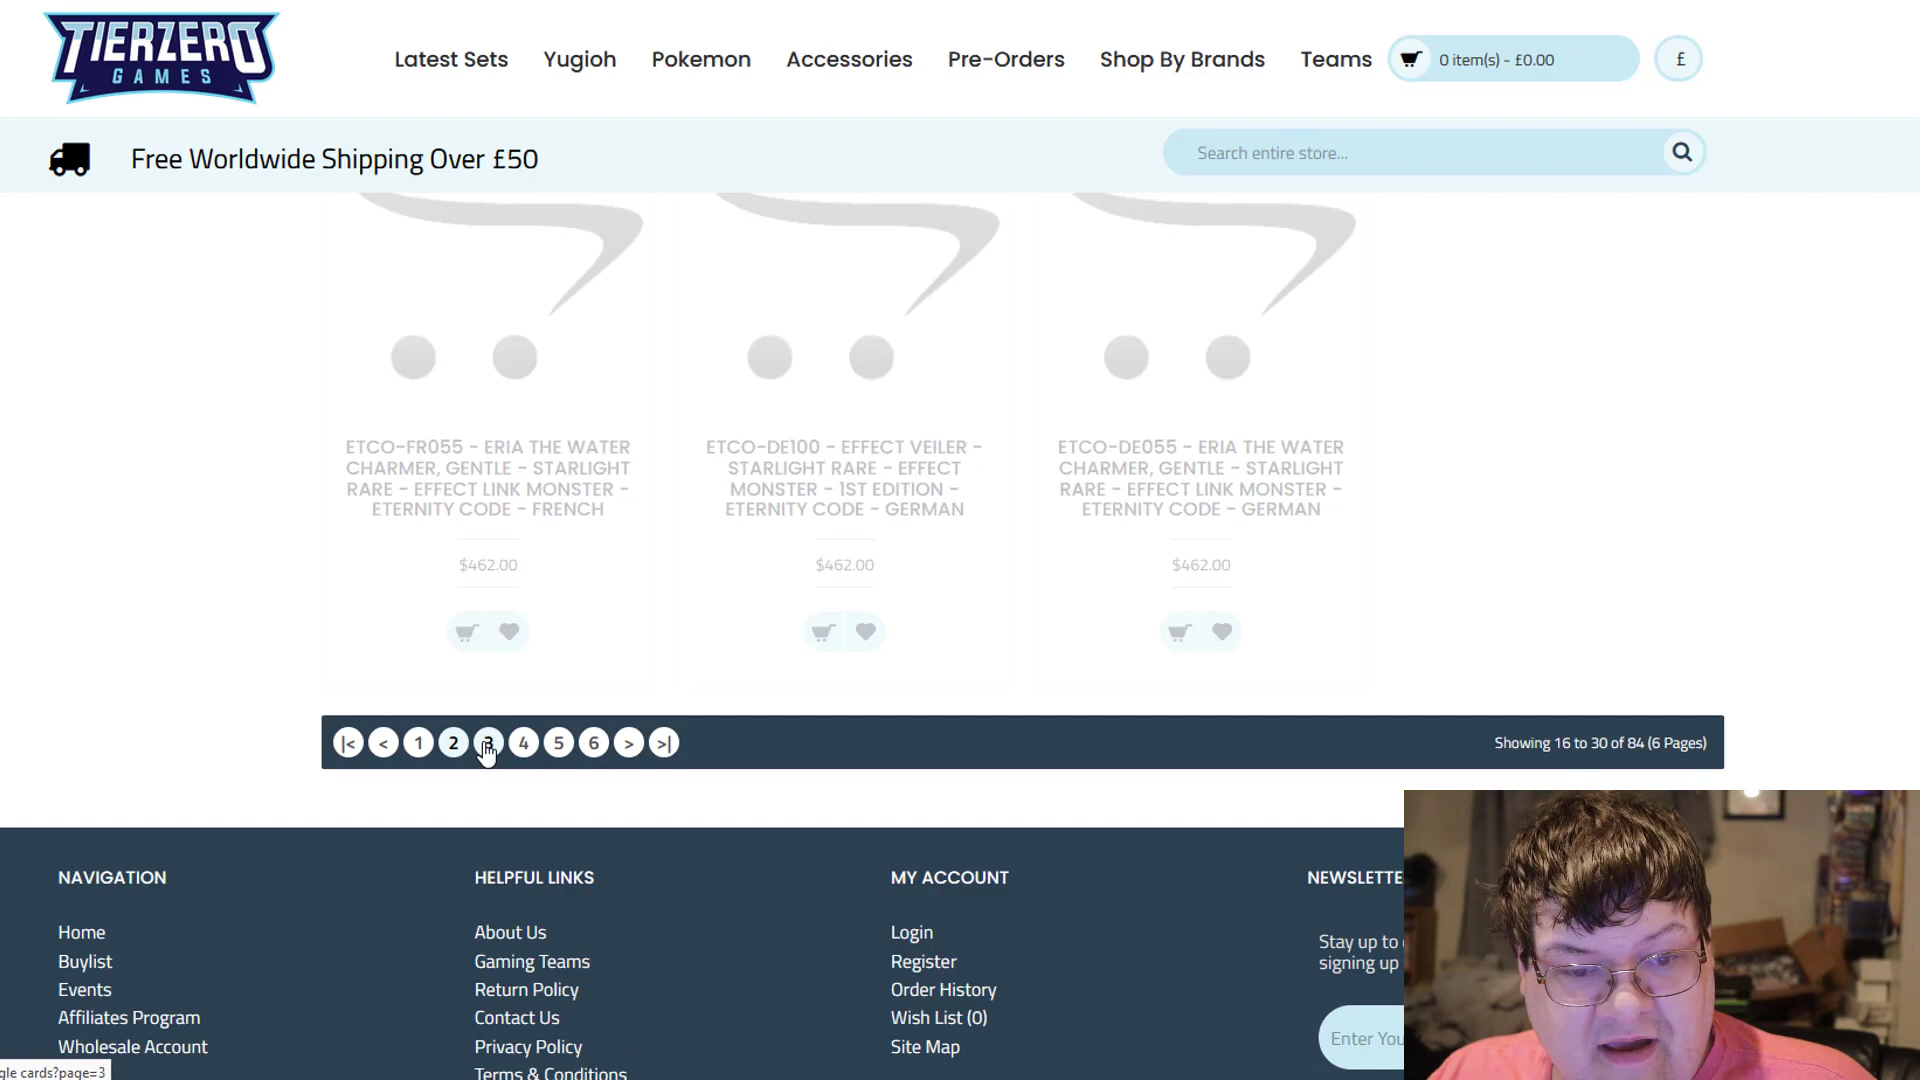 TIERZERO
GAMES
Latest Sets
Yugioh
Pokemon
Accessories
Pre-Orders
Shop By Brands
Teams
0 item(s) - £0.00
£
Free Worldwide Shipping Over £50
Search entire store...
ETCO-FR055 - ERIA THE WATER
CHARMER, GENTLE - STARLIGHT
RARE - EFFECT LINK MONSTER -
ETERNITY CODE - FRENCH
$462.00
ETCO-DE100 - EFFECT VEILER -
STARLIGHT RARE - EFFECT
MONSTER - 1ST EDITION -
ETERNITY CODE - GERMAN
$462.00
ETCO-DE055 - ERIA THE WATER
CHARMER, GENTLE - STARLIGHT
RARE - EFFECT LINK MONSTER -
ETERNITY CODE - GERMAN
$462.00
|< < 1 2 3 4 5 6 > >|
Showing 16 to 30 of 84 (6 Pages)
NAVIGATION
Home
Buylist
Events
Affiliates Program
Wholesale Account
HELPFUL LINKS
About Us
Gaming Teams
Return Policy
Contact Us
Privacy Policy
Terms & Conditions
MY ACCOUNT
Login
Register
Order History
Wish List (0)
Site Map
NEWSLETTE
Stay up to
signing up
Enter You
gle cards?page=3